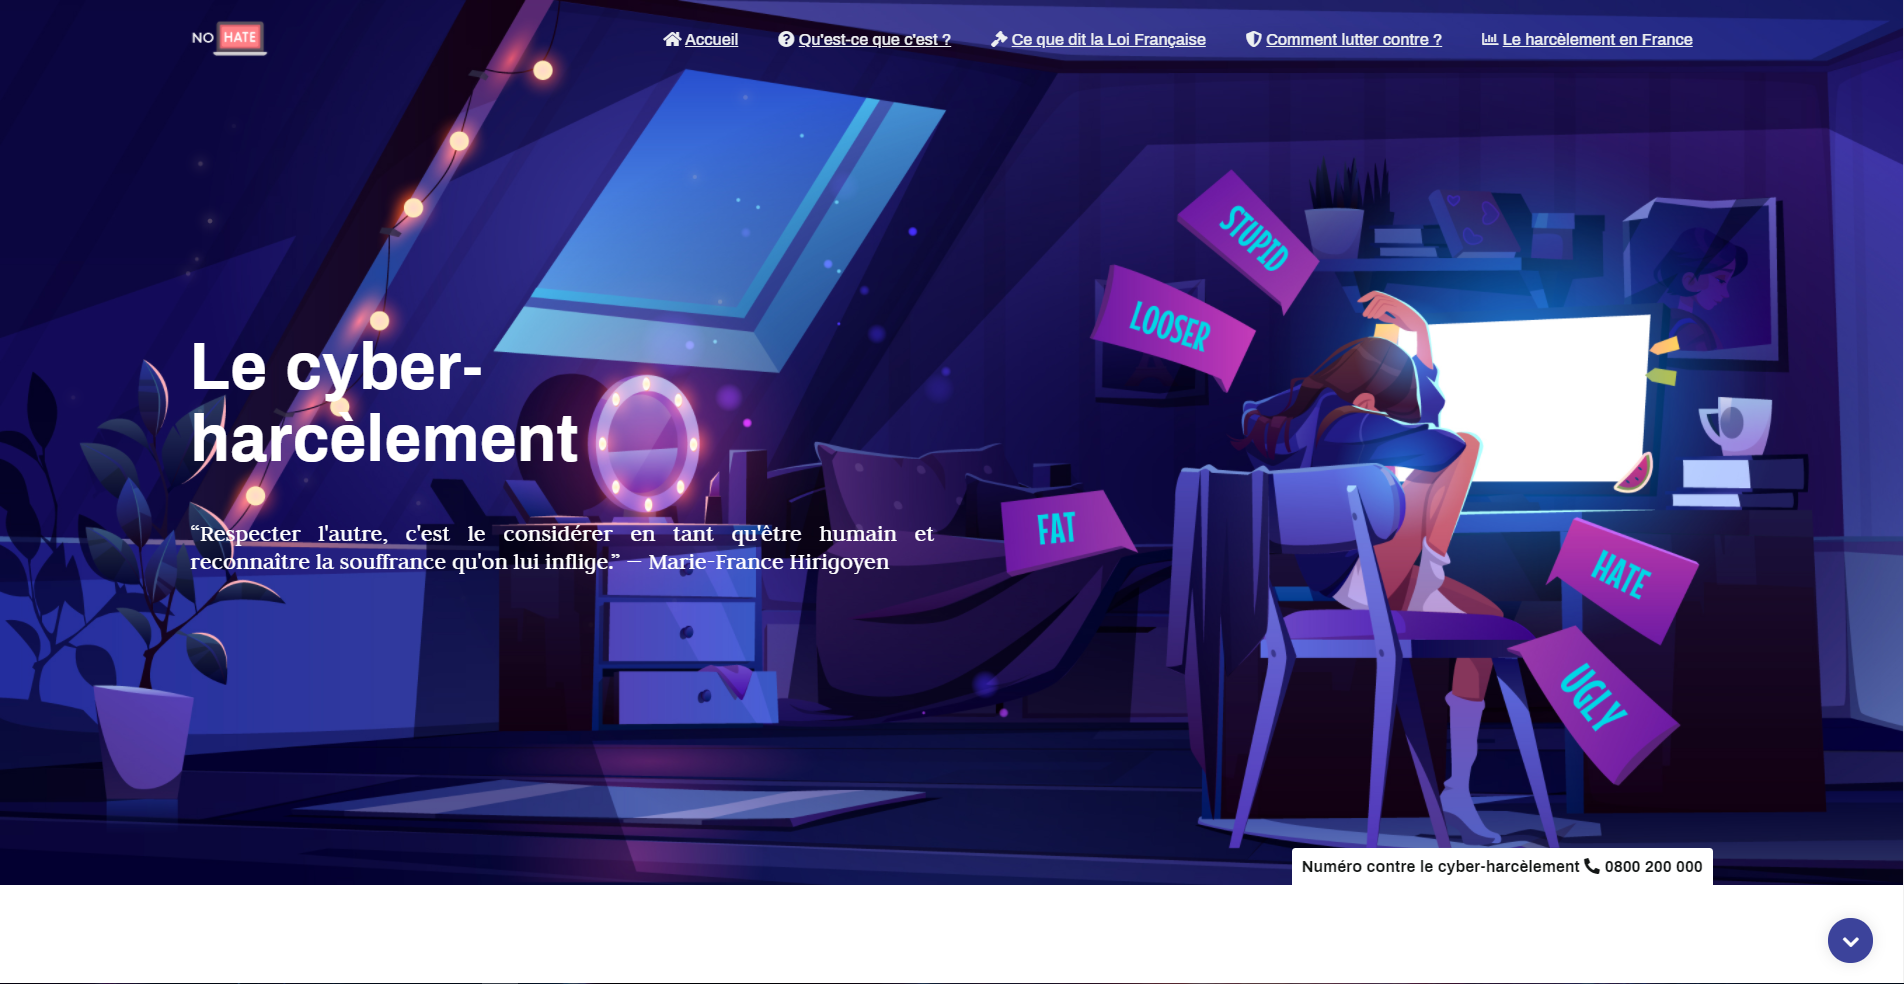 NO HATE
Accueil
Qu'est-ce que c'est ?
Ce que dit la Loi Française
Comment lutter contre ?
Le harcèlement en France
STUPID
LOOSER
Le cyber-
harcèlement
“Respecter l'autre, c'est le considérer en tant qu'être humain et
reconnaître la souffrance qu'on lui inflige.” — Marie-France Hirigoyen
FAT
HATE
UGLY
Numéro contre le cyber-harcèlement 0800 200 000